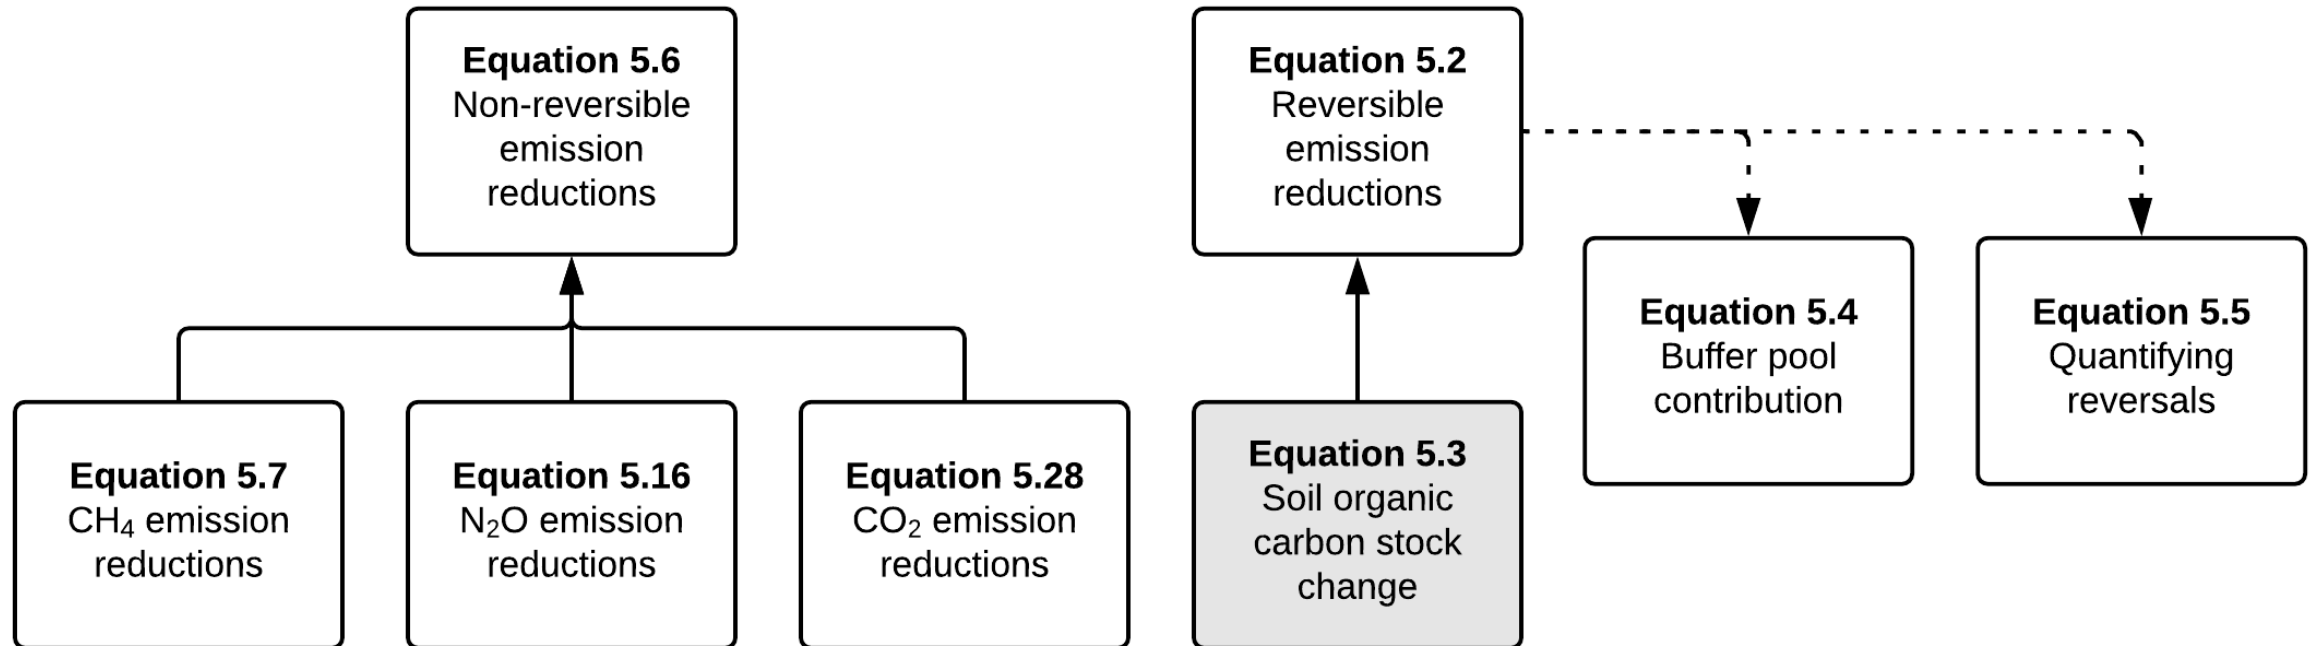 Equation 5.6
Non-reversible
emission
reductions
Equation 5.2
Reversible
emission
reductions
Equation 5.4
Buffer pool
contribution
Equation 5.5
Quantifying
reversals
Equation 5.7
CH₄ emission
reductions
Equation 5.16
N₂O emission
reductions
Equation 5.28
CO₂ emission
reductions
Equation 5.3
Soil organic
carbon stock
change